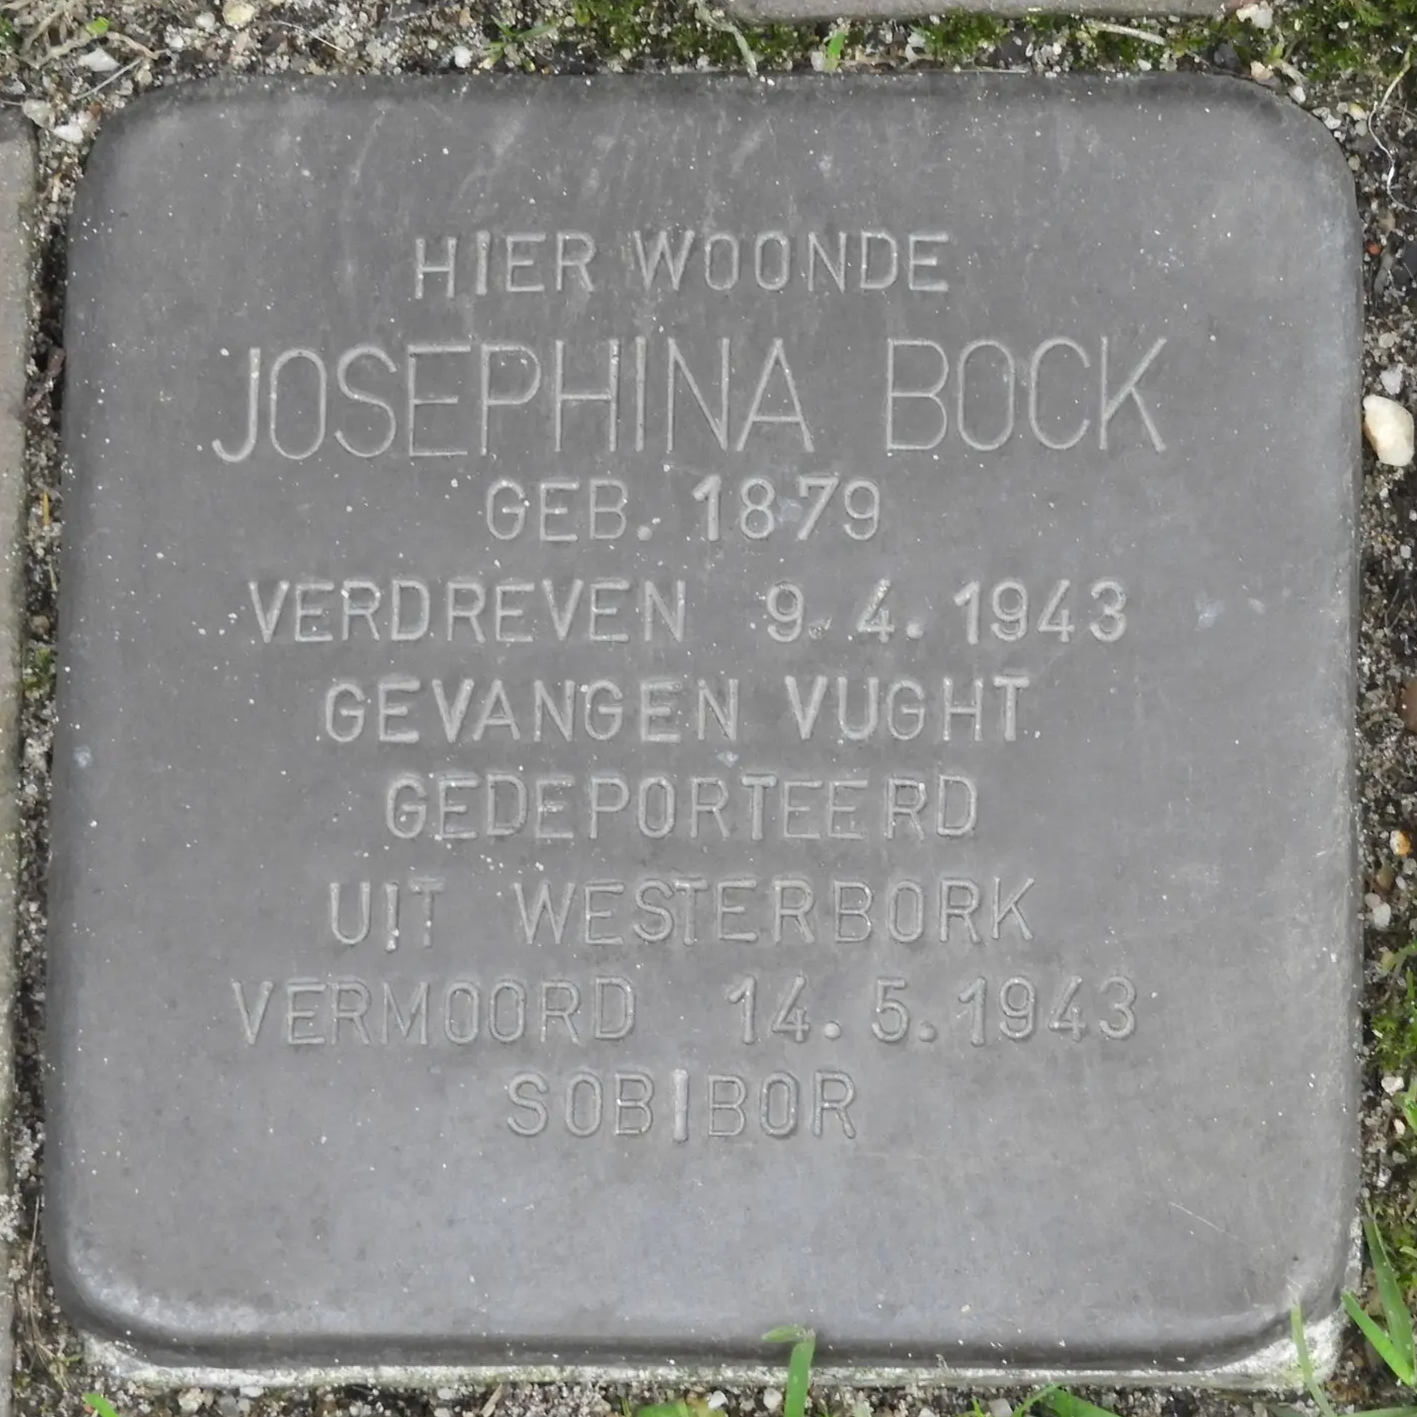 HIER WOONDE
JOSEPHINA BOCK
GEB. 1879
VERDREVEN 9.4.1943
GEVANGEN VUGHT
GEDEPORTEERD
UIT WESTERBORK
VERMOORD 14.5.1943
SOBIBOR